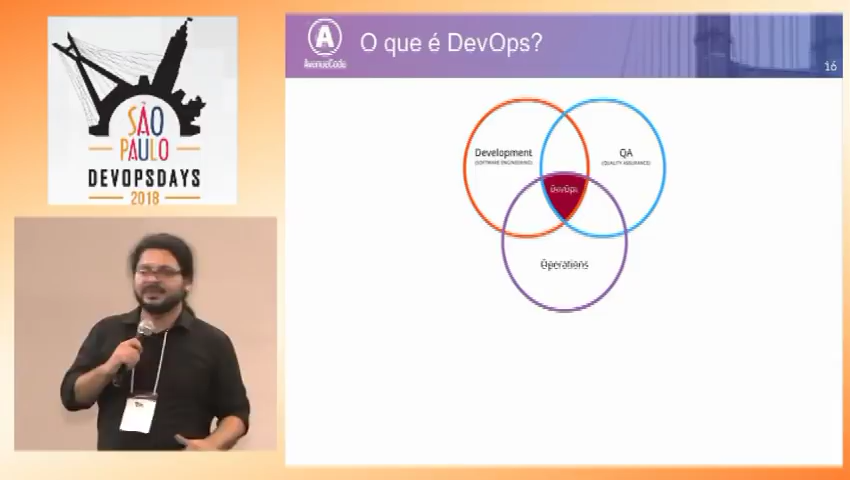 SÃO
PAULO
DEVOPSDAYS
2018
AvenueCode
O que é DevOps?
16
Development
(SOFTWARE ENGINEERING)
QA
(QUALITY ASSURANCE)
DevOps
Operations